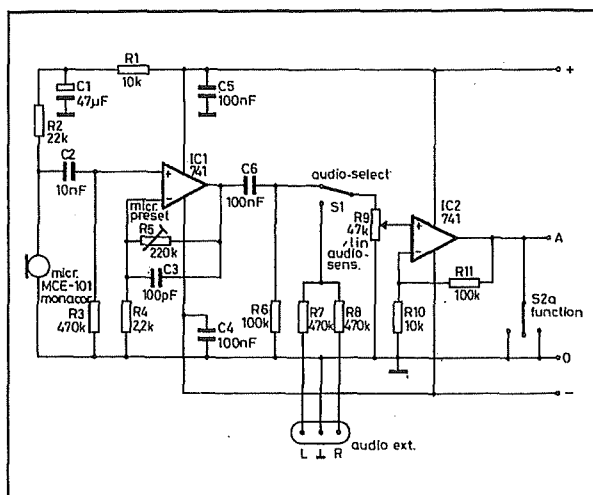 R1
10k
+
C1
47µF
C5
100nF
R2
22k
IC1
741
C2
10nF
C6
100nF
audio-select
IC2
741
micr.
preset
S1
R5
220k
R9
47k
lin
audio-
sens.
A
C3
100pF
R11
100k
S2a
function
micr.
MCE-101
monacor
R3
470k
R4
2,2k
C4
100nF
R6
100k
R7
470k
R8
470k
R10
10k
0
-
L
⊥
R
audio ext.